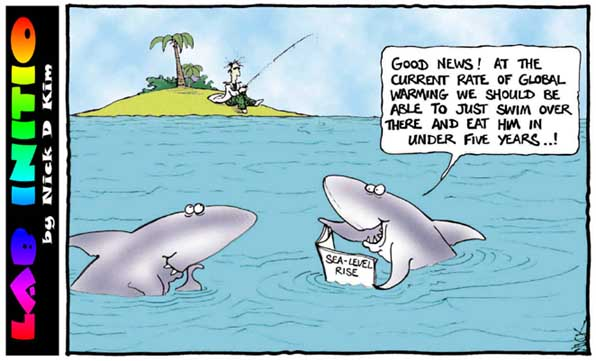 LAB INITIO
by Nick D Kim
GOOD NEWS! AT THE
CURRENT RATE OF GLOBAL
WARMING WE SHOULD BE
ABLE TO JUST SWIM OVER
THERE AND EAT HIM IN
UNDER FIVE YEARS..!
SEA-LEVEL
RISE